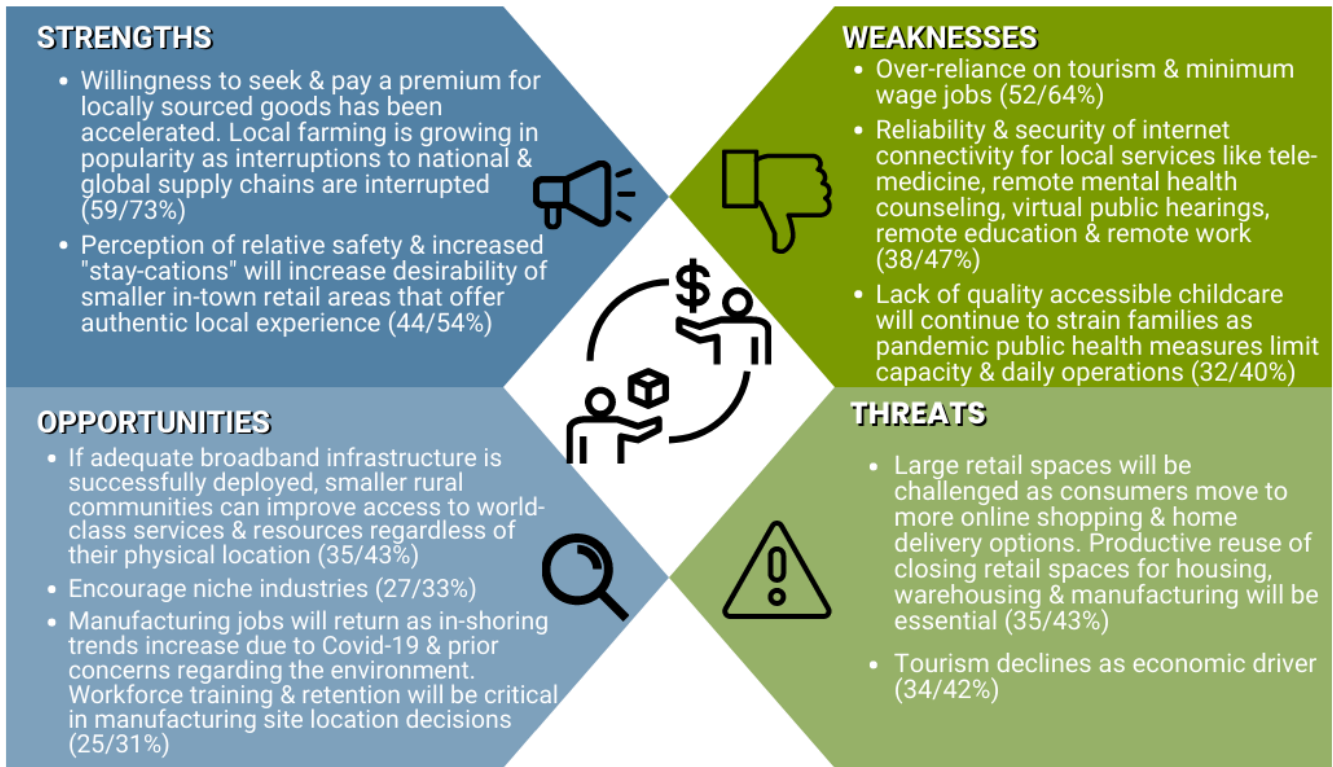 STRENGTHS
• Willingness to seek & pay a premium for
locally sourced goods has been
accelerated. Local farming is growing in
popularity as interruptions to national &
global supply chains are interrupted
(59/73%)
• Perception of relative safety & increased
"stay-cations" will increase desirability of
smaller in-town retail areas that offer
authentic local experience (44/54%)
WEAKNESSES
• Over-reliance on tourism & minimum
wage jobs (52/64%)
• Reliability & security of internet
connectivity for local services like tele-
medicine, remote mental health
counseling, virtual public hearings,
remote education & remote work
(38/47%)
• Lack of quality accessible childcare
will continue to strain families as
pandemic public health measures limit
capacity & daily operations (32/40%)
$
OPPORTUNITIES
• If adequate broadband infrastructure is
successfully deployed, smaller rural
communities can improve access to world-
class services & resources regardless of
their physical location (35/43%)
• Encourage niche industries (27/33%)
• Manufacturing jobs will return as in-shoring
trends increase due to Covid-19 & prior
concerns regarding the environment.
Workforce training & retention will be critical
in manufacturing site location decisions
(25/31%)
THREATS
• Large retail spaces will be
challenged as consumers move to
more online shopping & home
delivery options. Productive reuse of
closing retail spaces for housing,
warehousing & manufacturing will be
essential (35/43%)
• Tourism declines as economic driver
(34/42%)